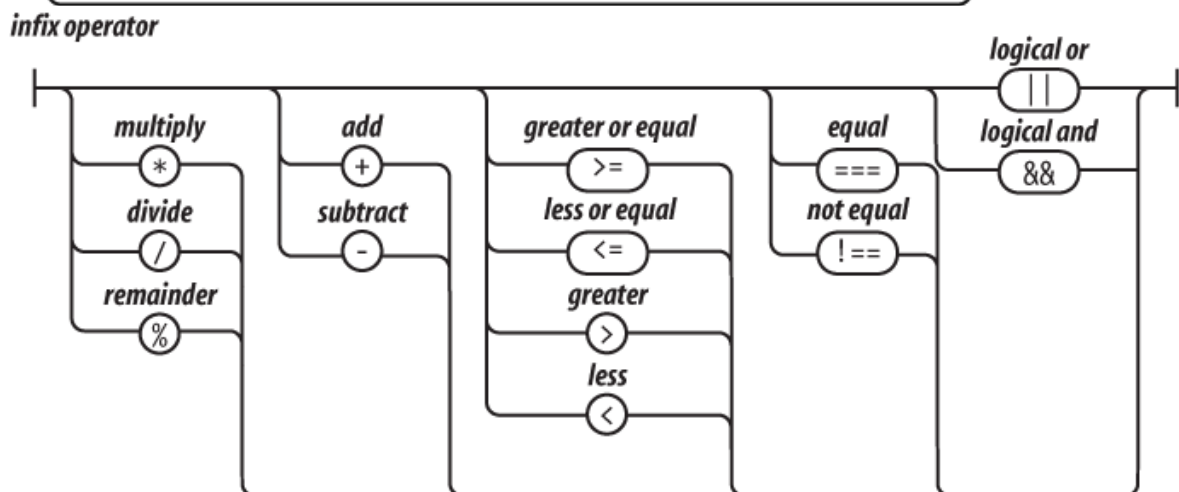 infix operator
logical or
||
multiply add greater or equal equal logical and
* + >= === &&
divide subtract less or equal not equal
/ - <= !==
remainder greater
% >
less
<